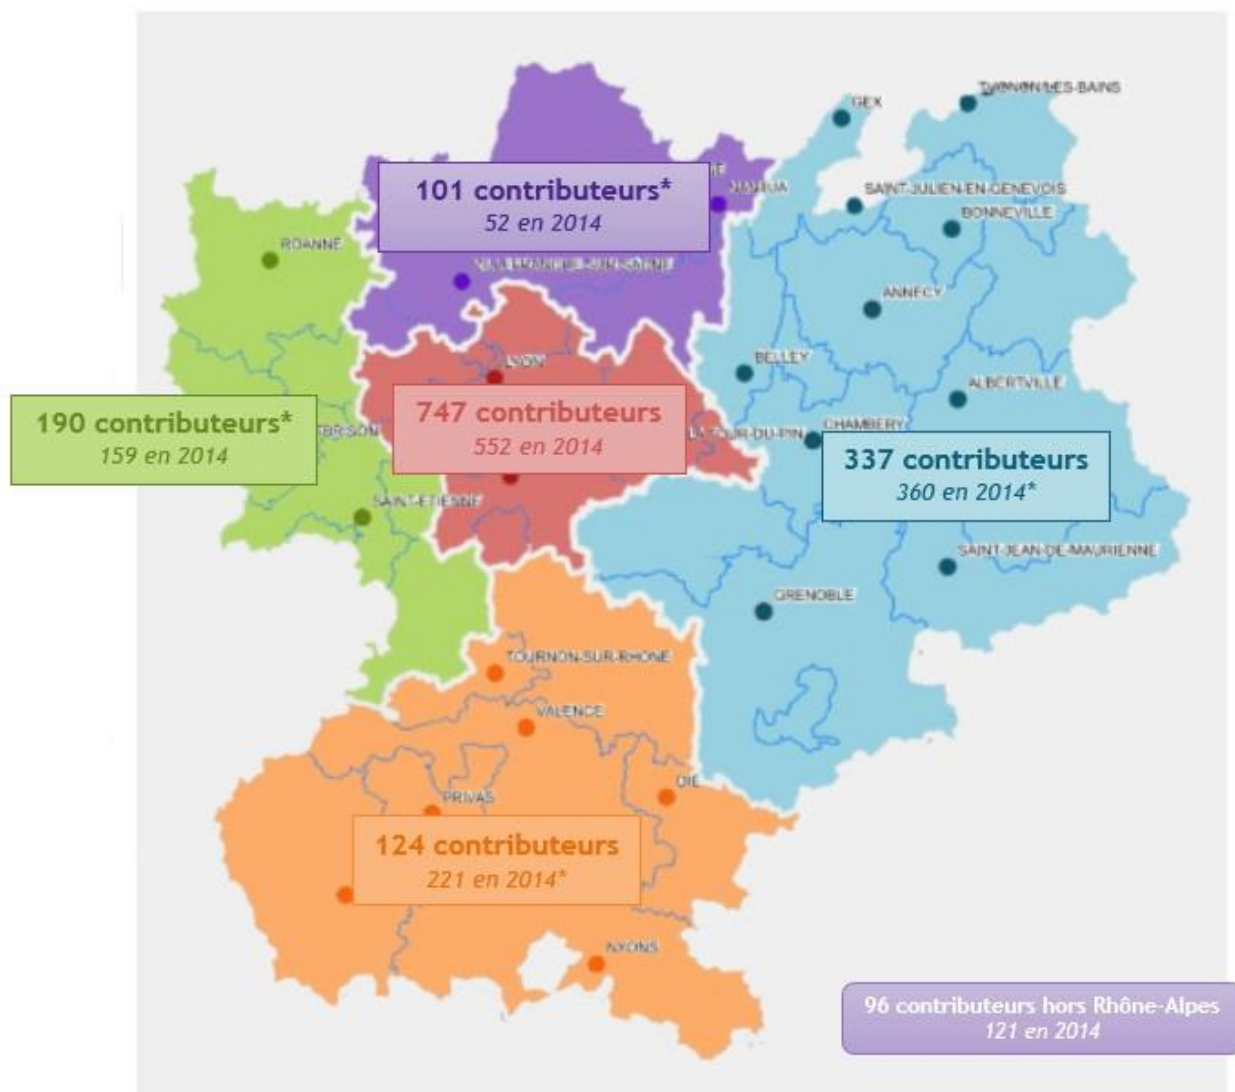 THONON-LES-BAINS
GEX
SAINT-JULIEN-EN-GENEVOIS
BONNEVILLE
101 contributeurs*
52 en 2014
ROANNE
ANNECY
LYON
BELLEY
ALBERTVILLE
747 contributeurs
552 en 2014
190 contributeurs*
159 en 2014
BRISON
LA TOUR-DU-PIN
CHAMBERY
337 contributeurs
360 en 2014*
SAINT-ETIENNE
SAINT-JEAN-DE-MAURIENNE
GRENOBLE
TOURNON-SUR-RHONE
VALENCE
DIE
PRIVAS
124 contributeurs
221 en 2014*
NYONS
96 contributeurs hors Rhône-Alpes
121 en 2014